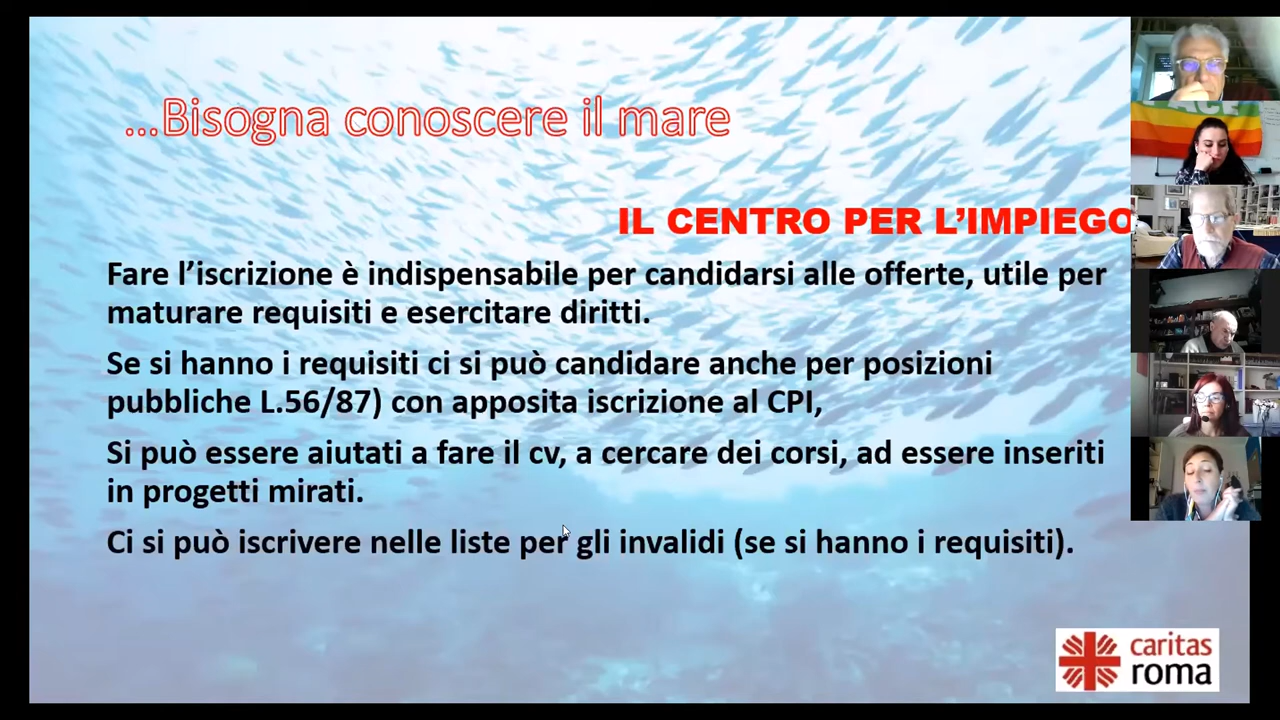 ...Bisogna conoscere il mare
IL CENTRO PER L’IMPIEGO
Fare l’iscrizione è indispensabile per candidarsi alle offerte, utile per
maturare requisiti e esercitare diritti.
Se si hanno i requisiti ci si può candidare anche per posizioni
pubbliche L.56/87) con apposita iscrizione al CPI,
Si può essere aiutati a fare il cv, a cercare dei corsi, ad essere inseriti
in progetti mirati.
Ci si può iscrivere nelle liste per gli invalidi (se si hanno i requisiti).
caritas
roma